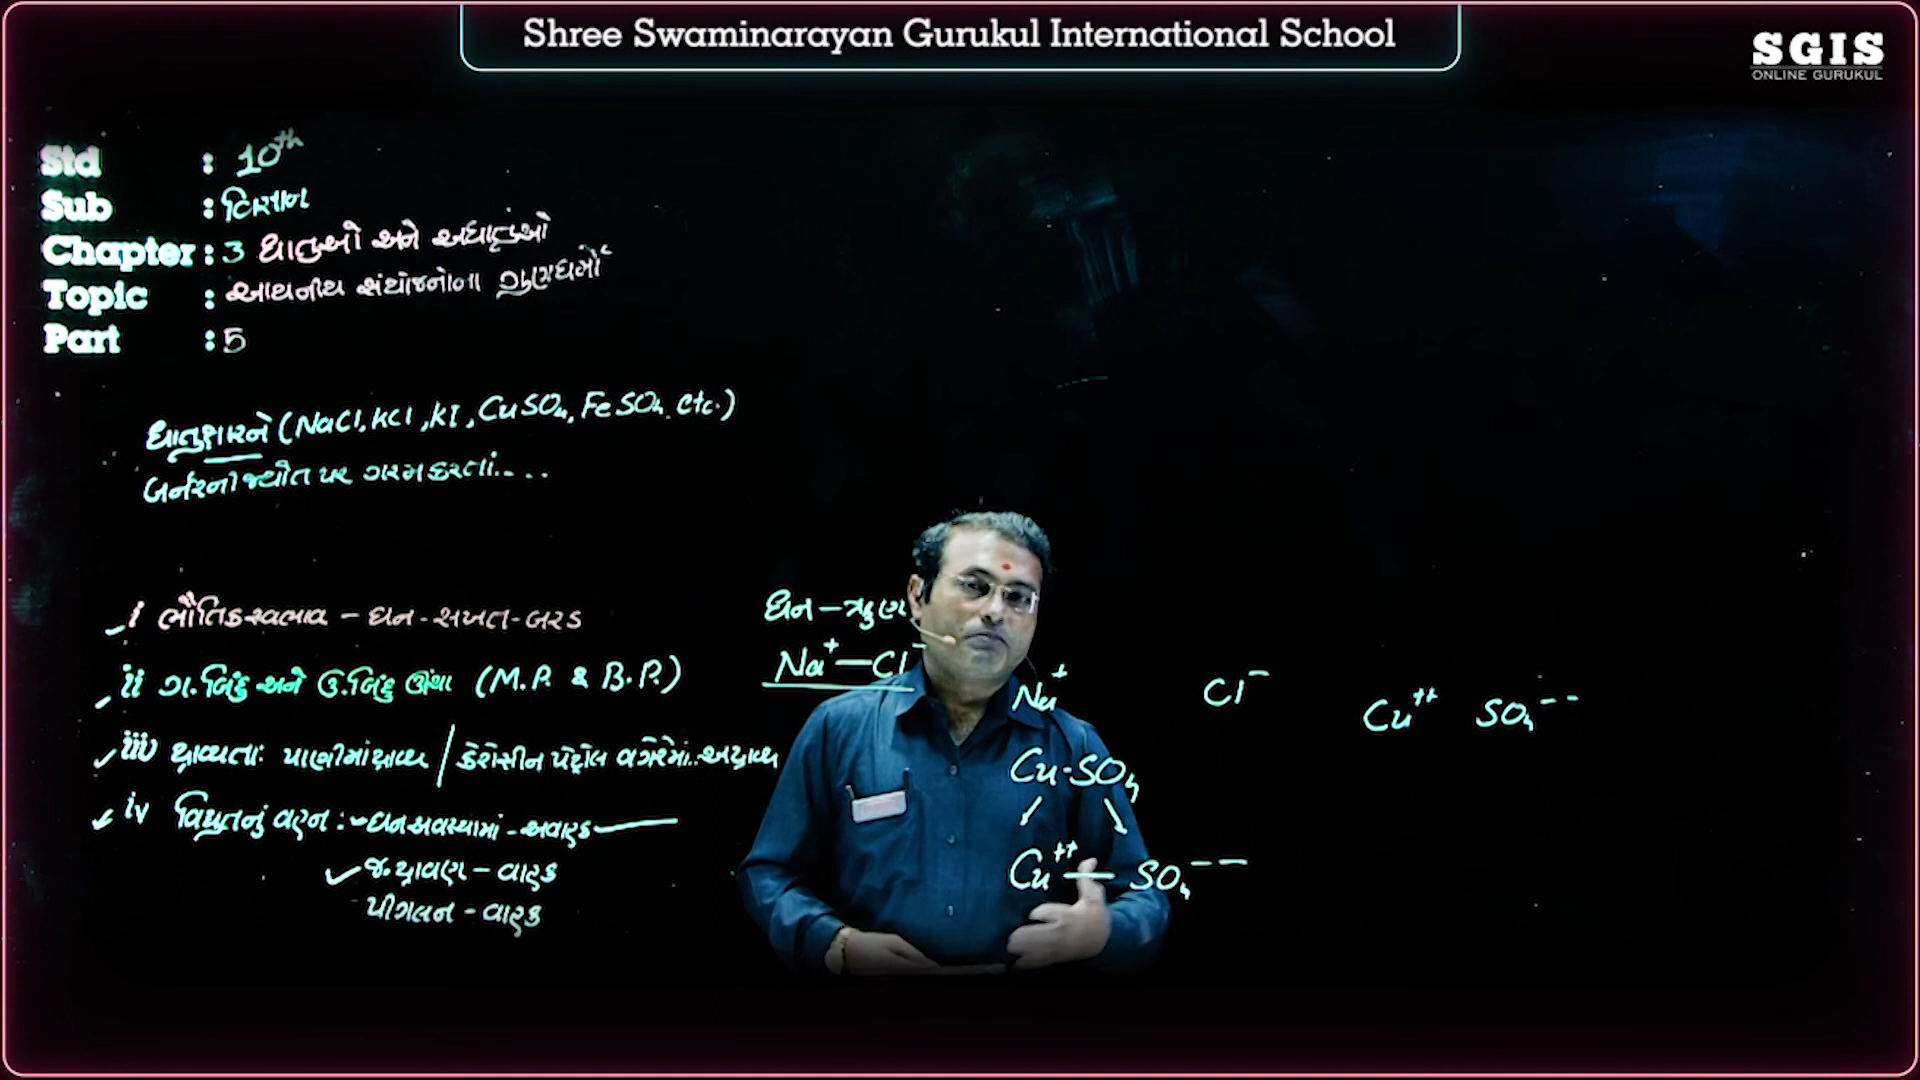 Shree Swaminarayan Gurukul International School
SGIS
ONLINE GURUKUL
Std : 10th
Sub : વિજ્ઞાન
Chapter : 3 ધાતુઓ અને અધાતુઓ
Topic : આયનીય સંયોજનોના ગુણધર્મો
Part : 5
ધાતુક્ષારને (NaCl, KCl, KI, CuSO4, FeSO4 etc.)
બર્નરની જ્યોત પર ગરમ કરતાં....
i ભૌતિક સ્વભાવ - ઘન - સખત - બરડ
ii ગ.બિંદુ અને ઉ.બિંદુ ઊંચા (M.P. & B.P.)
iii દ્રાવ્યતા: પાણીમાં દ્રાવ્ય / કેરોસીન પેટ્રોલ વગેરેમાં..અદ્રાવ્ય
iv વિદ્યુતનું વહન :- ઘન અવસ્થામાં - અવાહક
જ.દ્રાવણ - વાહક
પીગલન - વાહક
ધન - ઋણ
Na+ — Cl-
Na+ Cl-
Cu++ SO4--
Cu-SO4
Cu++ — SO4--